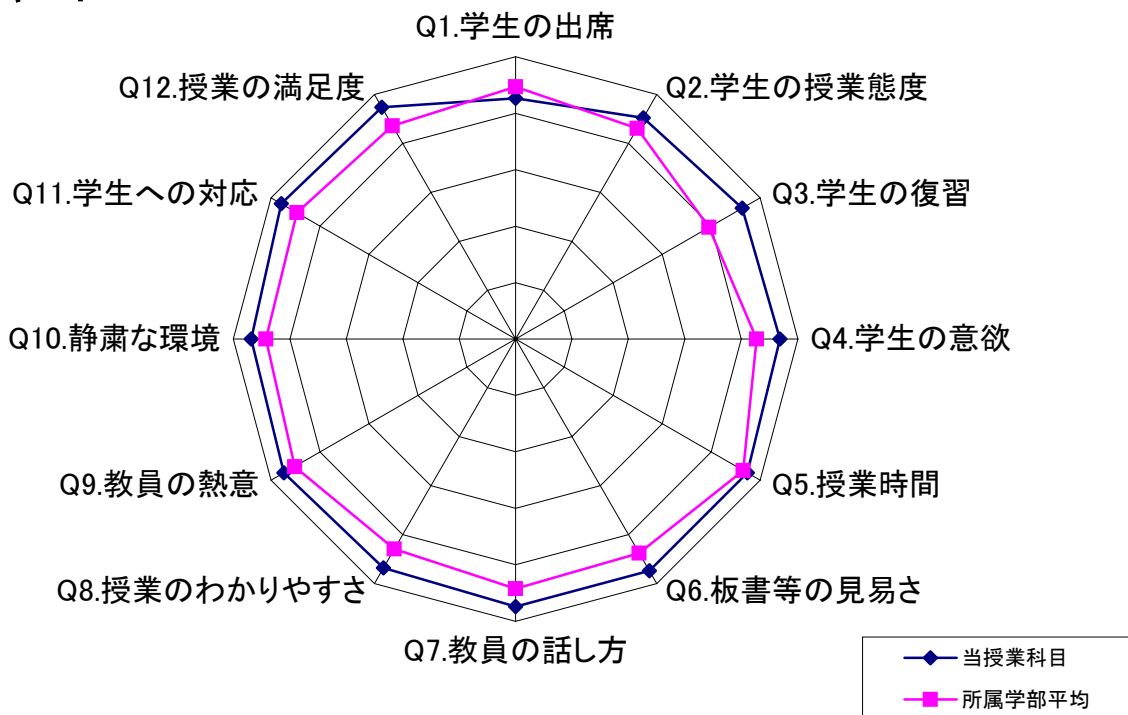 Q1.学生の出席
Q2.学生の授業態度
Q3.学生の復習
Q4.学生の意欲
Q5.授業時間
Q6.板書等の見易さ
Q7.教員の話し方
Q8.授業のわかりやすさ
Q9.教員の熱意
Q10.静粛な環境
Q11.学生への対応
Q12.授業の満足度
当授業科目
所属学部平均